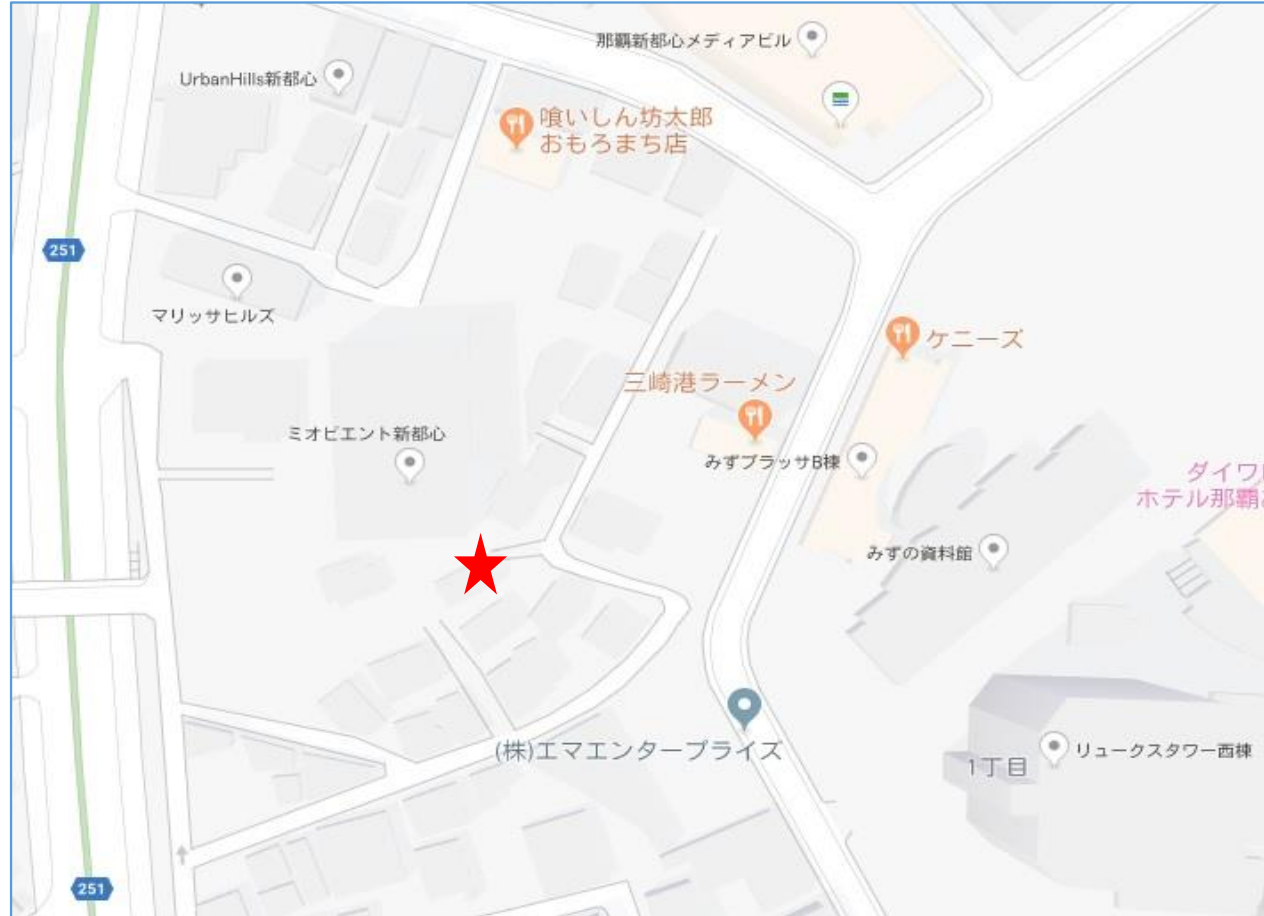 那覇新都心メディアビル
UrbanHills新都心
喰いしん坊太郎
おもろまち店
251
マリッサヒルズ
ケニーズ
三崎港ラーメン
ミオビエント新都心
みずプラッサB棟
ダイワ
ホテル那覇
みずの資料館
(株)エマエンタープライズ
リュークスタワー西棟
1丁目
251